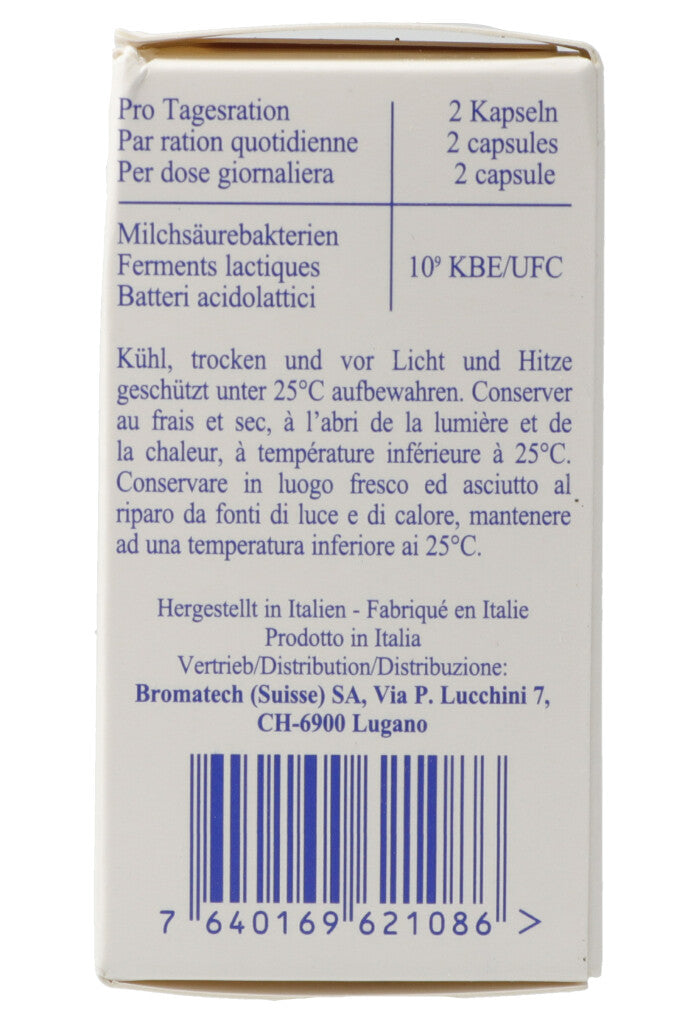 Pro Tagesration 2 Kapseln
Par ration quotidienne 2 capsules
Per dose giornaliera 2 capsule
Milchsäurebakterien
Ferments lactiques 10⁹ KBE/UFC
Batteri acidolattici
Kühl, trocken und vor Licht und Hitze
geschützt unter 25°C aufbewahren. Conserver
au frais et sec, à l'abri de la lumière et de
la chaleur, à température inférieure à 25°C.
Conservare in luogo fresco ed asciutto al
riparo da fonti di luce e di calore, mantenere
ad una temperatura inferiore ai 25°C.
Hergestellt in Italien - Fabriqué en Italie
Prodotto in Italia
Vertrieb/Distribution/Distribuzione:
Bromatech (Suisse) SA, Via P. Lucchini 7,
CH-6900 Lugano
7 640169 621086 >